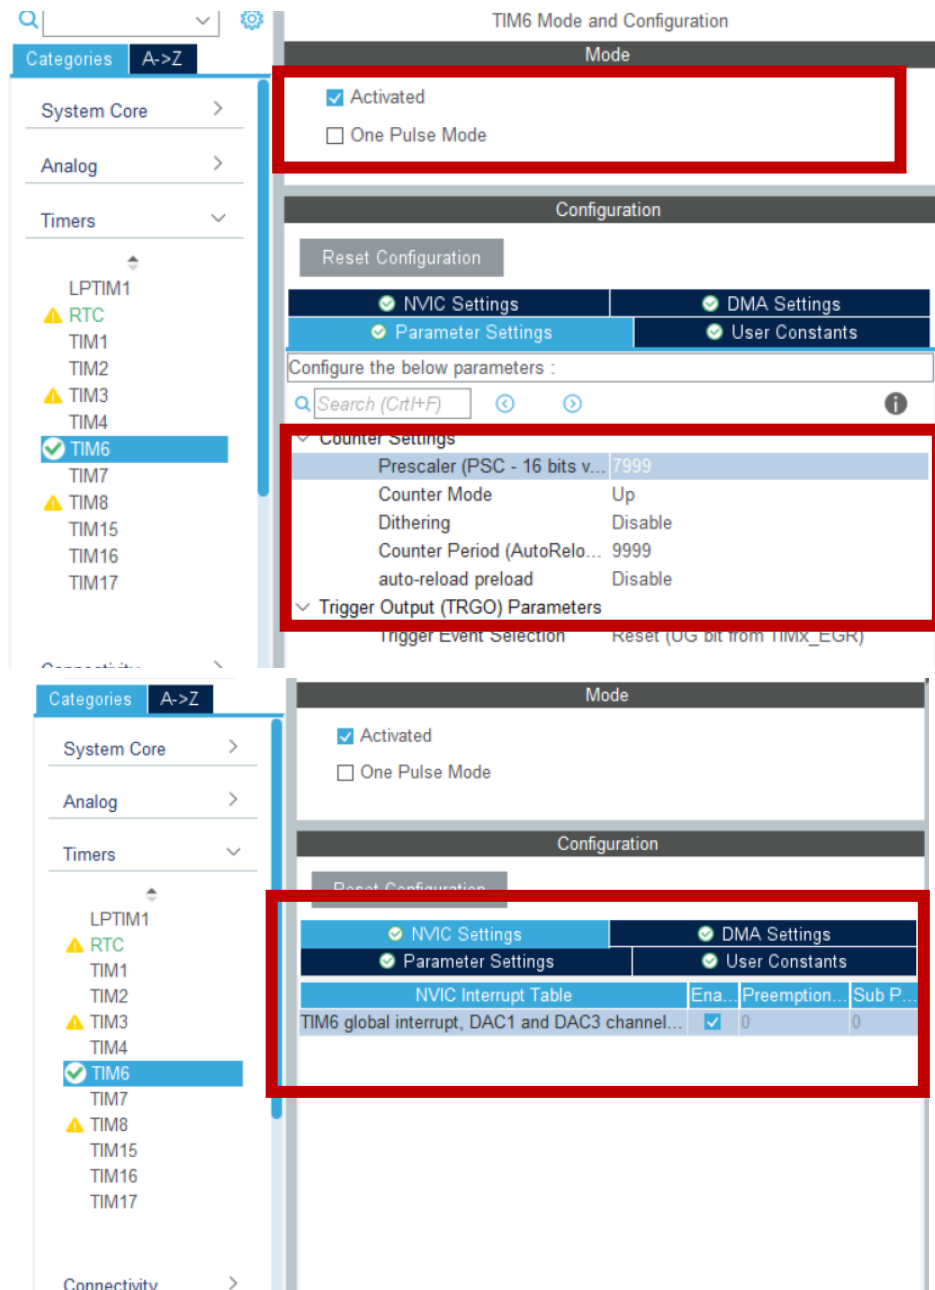 TIM6 Mode and Configuration
Categories A->Z
Mode
System Core
Activated
One Pulse Mode
Analog
Timers
Configuration
Reset Configuration
LPTIM1
RTC
TIM1
TIM2
TIM3
TIM4
TIM6
TIM7
TIM8
TIM15
TIM16
TIM17
Connectivity
NVIC Settings DMA Settings
Parameter Settings User Constants
Configure the below parameters :
Search (Crtl+F)
Counter Settings
Prescaler (PSC - 16 bits v... 7999
Counter Mode Up
Dithering Disable
Counter Period (AutoRelo... 9999
auto-reload preload Disable
Trigger Output (TRGO) Parameters
Trigger Event Selection Reset (UG bit from TIMx_EGR)
Categories A->Z
Mode
System Core
Activated
One Pulse Mode
Analog
Timers
Configuration
Reset Configuration
LPTIM1
RTC
TIM1
TIM2
TIM3
TIM4
TIM6
TIM7
TIM8
TIM15
TIM16
TIM17
Connectivity
NVIC Settings DMA Settings
Parameter Settings User Constants
NVIC Interrupt Table Ena... Preemption... Sub P...
TIM6 global interrupt, DAC1 and DAC3 channel... 0 0